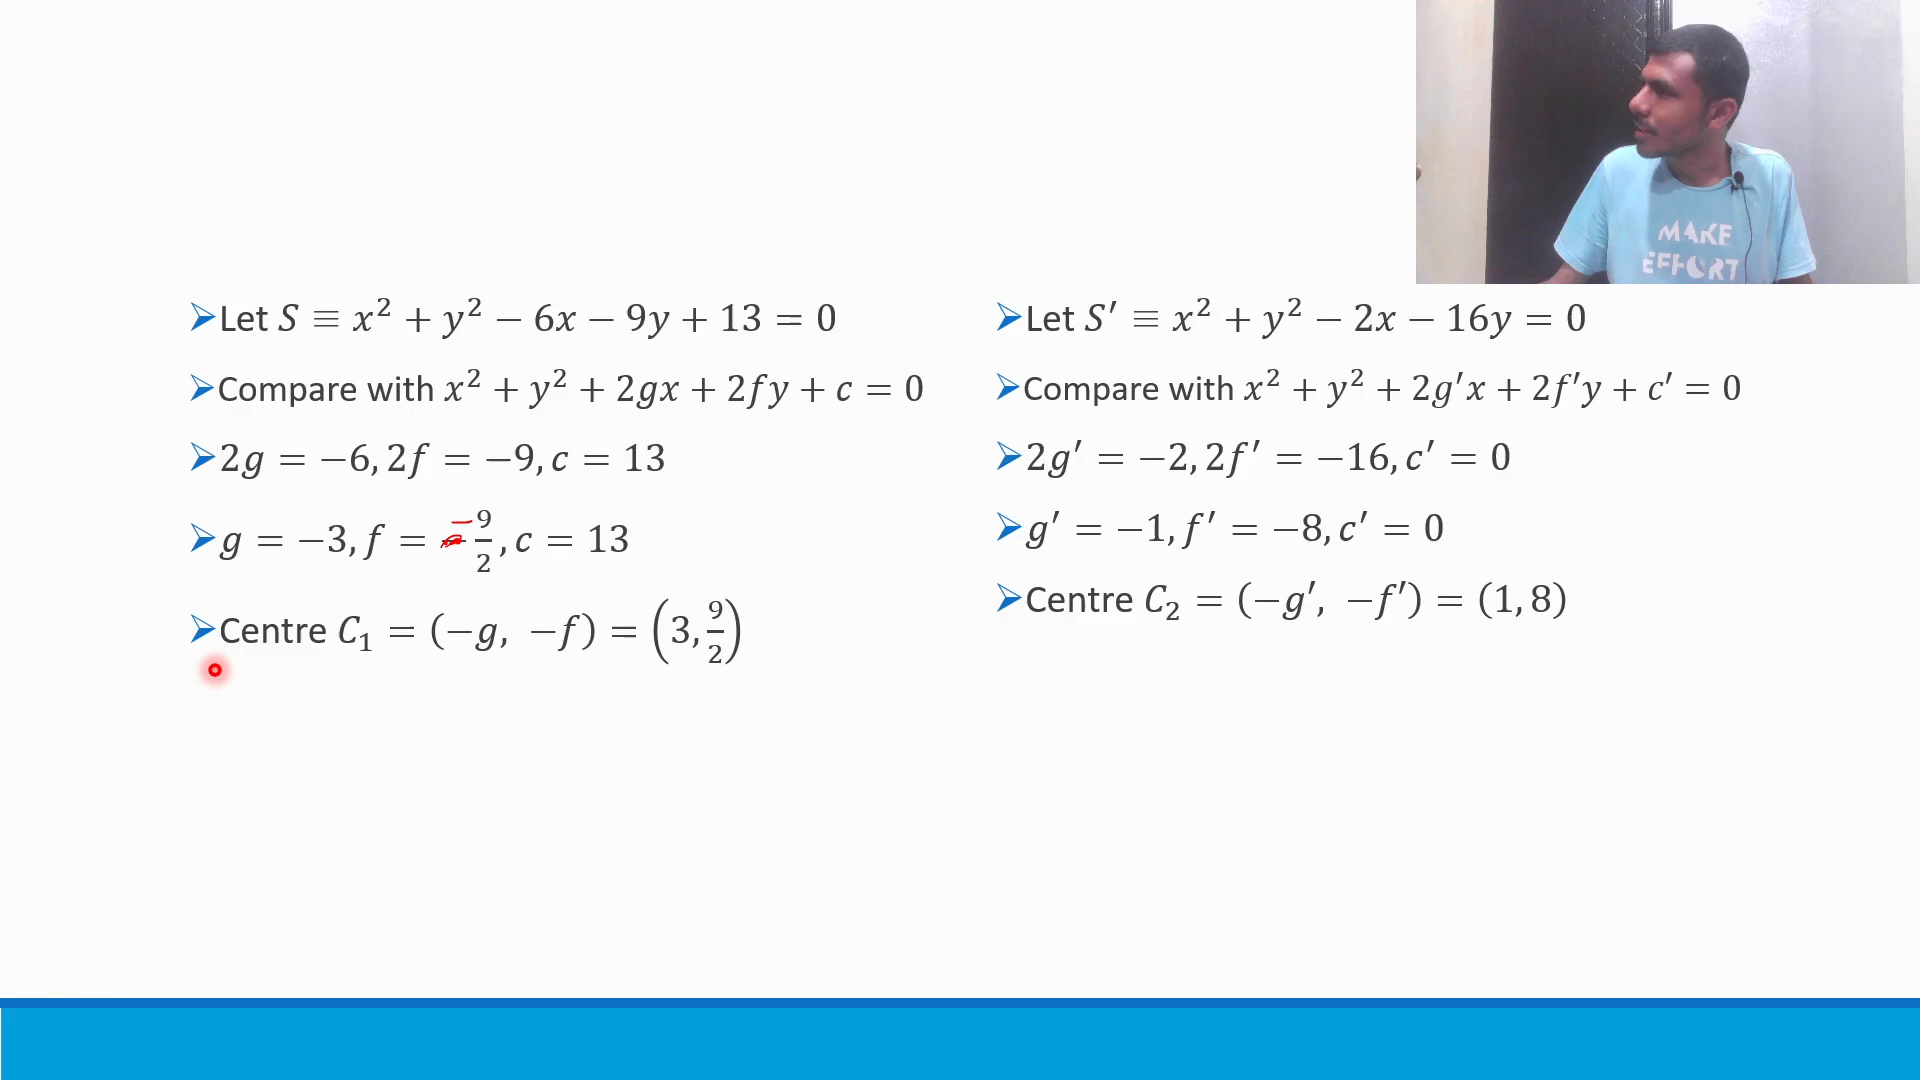 MAKE
EFFORT
➢Let S ≡ x² + y² − 6x − 9y + 13 = 0
➢Compare with x² + y² + 2gx + 2fy + c = 0
➢2g = −6, 2f = −9, c = 13
➢g = −3, f = −9/2, c = 13
➢Centre C₁ = (−g, −f) = (3, 9/2)
➢Let S′ ≡ x² + y² − 2x − 16y = 0
➢Compare with x² + y² + 2g′x + 2f′y + c′ = 0
➢2g′ = −2, 2f′ = −16, c′ = 0
➢g′ = −1, f′ = −8, c′ = 0
➢Centre C₂ = (−g′, −f′) = (1, 8)